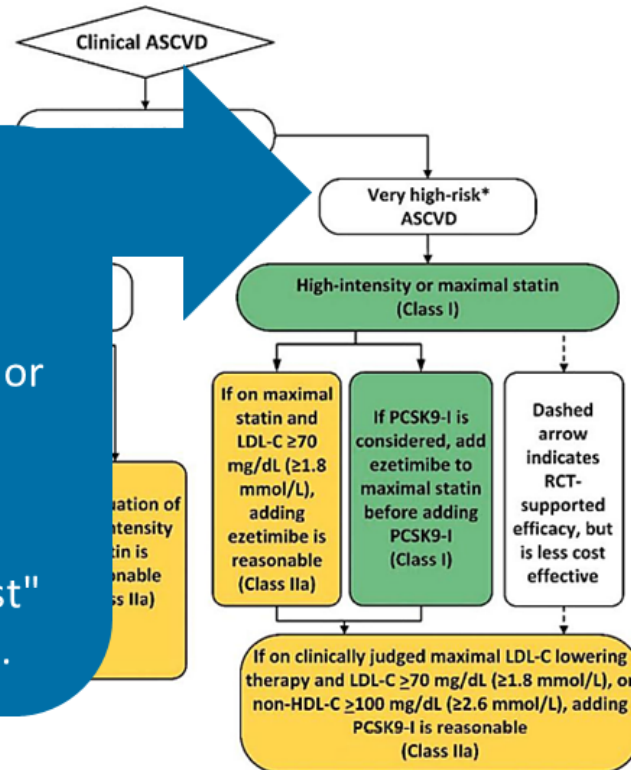 Clinical ASCVD
Very high-risk*
ASCVD
High-intensity or maximal statin
(Class I)
or
st"
.
uation of
intensity
tin is
onable
s IIa)
If on maximal
statin and
LDL-C ≥70
mg/dL (≥1.8
mmol/L),
adding
ezetimibe is
reasonable
(Class IIa)
If PCSK9-I is
considered, add
ezetimibe to
maximal statin
before adding
PCSK9-I
(Class I)
Dashed
arrow
indicates
RCT-
supported
efficacy, but
is less cost
effective
If on clinically judged maximal LDL-C lowering
therapy and LDL-C ≥70 mg/dL (≥1.8 mmol/L), or
non-HDL-C ≥100 mg/dL (≥2.6 mmol/L), adding
PCSK9-I is reasonable
(Class IIa)